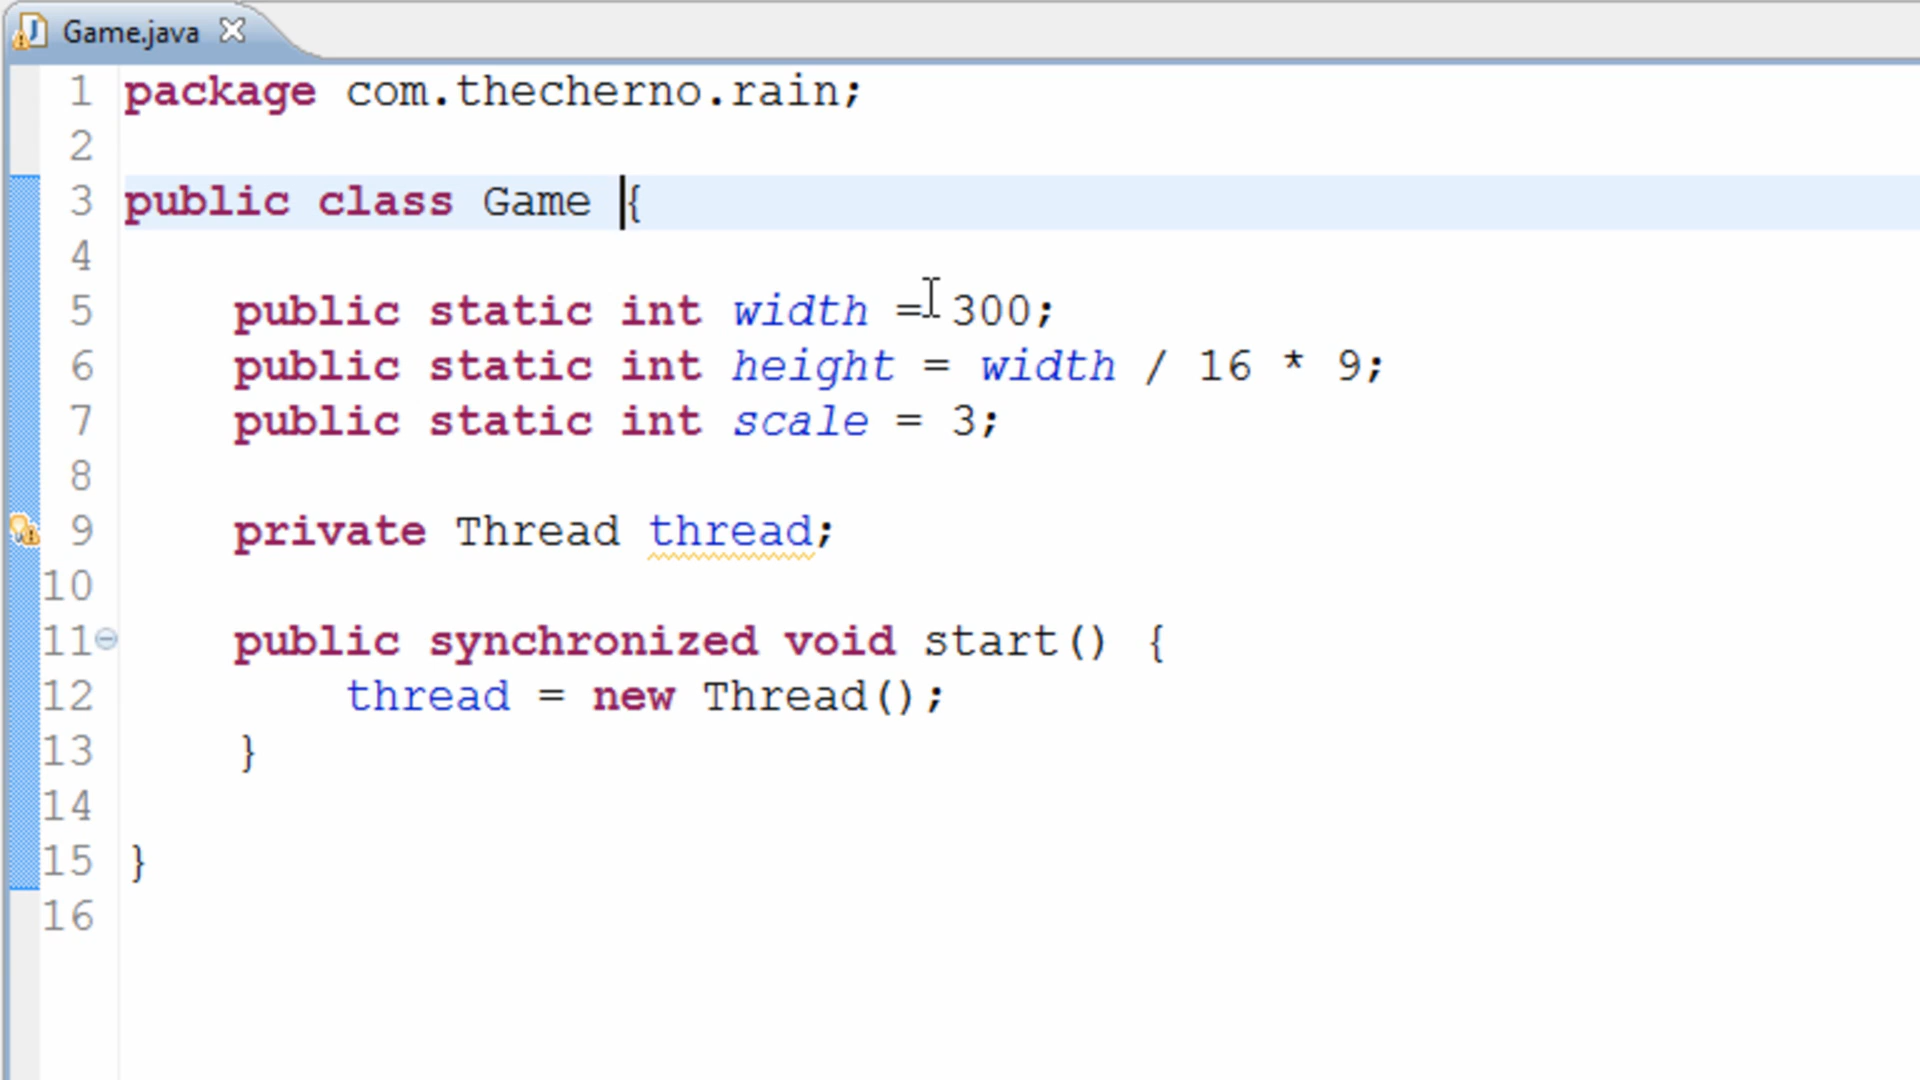 Game.java
1 package com.thecherno.rain;
2
3 public class Game {
4
5 public static int width = 300;
6 public static int height = width / 16 * 9;
7 public static int scale = 3;
8
9 private Thread thread;
10
11 public synchronized void start() {
12 thread = new Thread();
13 }
14
15 }
16